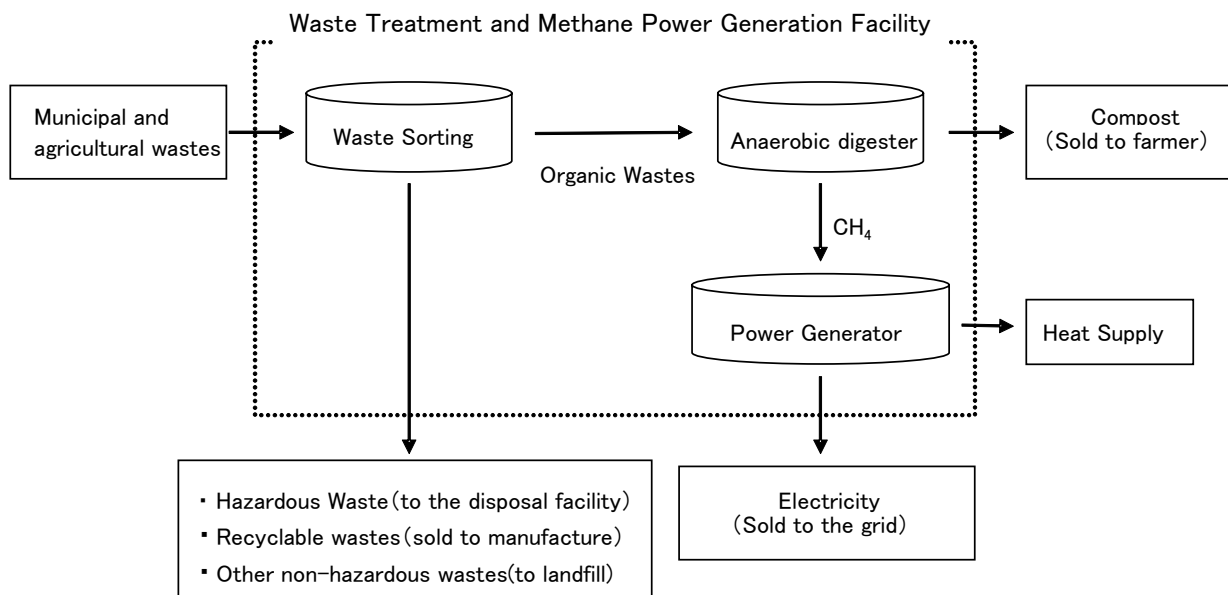 Waste Treatment and Methane Power Generation Facility
Municipal and
agricultural wastes
Waste Sorting
Organic Wastes
Anaerobic digester
Compost
(Sold to farmer)
CH₄
Power Generator
Heat Supply
・Hazardous Waste(to the disposal facility)
・Recyclable wastes(sold to manufacture)
・Other non-hazardous wastes(to landfill)
Electricity
(Sold to the grid)